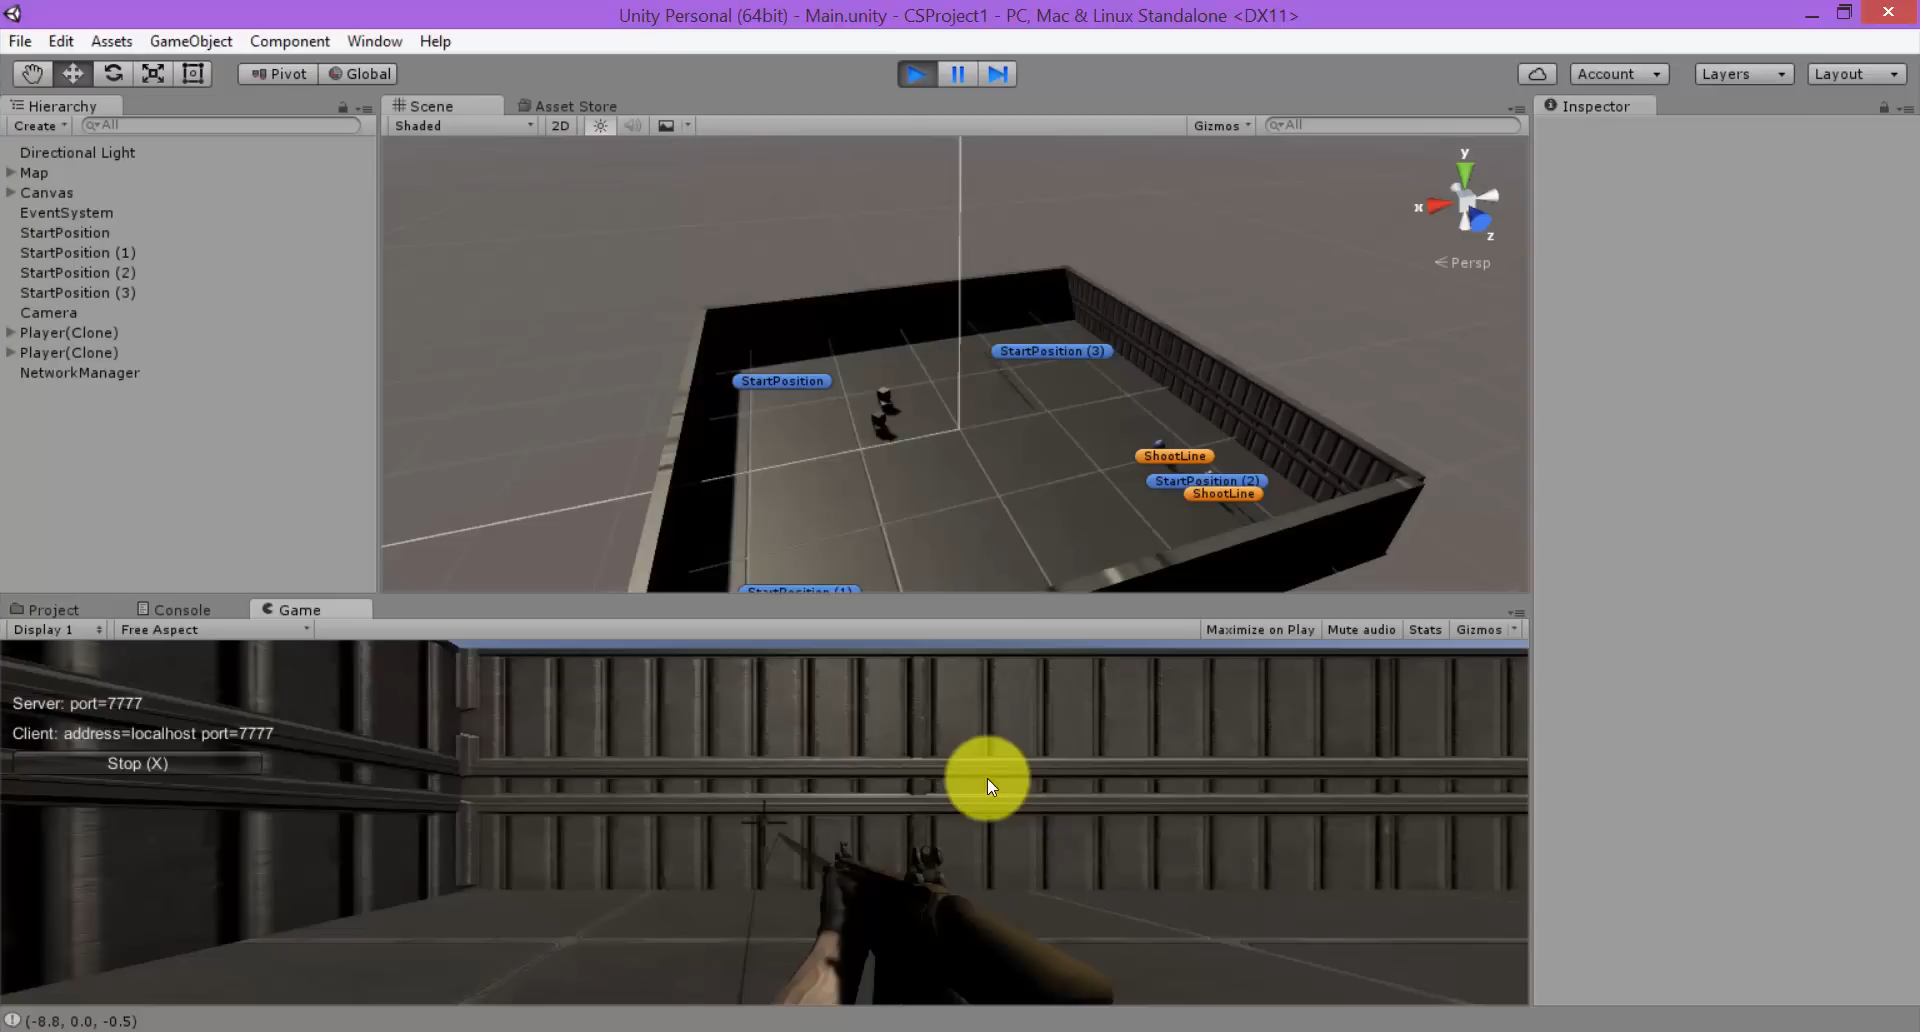 Unity Personal (64bit) - Main.unity - CSProject1 - PC, Mac & Linux Standalone <DX11>
File Edit Assets GameObject Component Window Help
Pivot Global Account Layers Layout
Hierarchy Scene Asset Store Inspector
Create All Shaded 2D Gizmos All
Directional Light
Map
Canvas
EventSystem
StartPosition
StartPosition (1)
StartPosition (2)
StartPosition (3)
Camera
Player(Clone)
Player(Clone)
NetworkManager
y
x
z
Persp
StartPosition (3)
StartPosition
ShootLine
StartPosition (2)
ShootLine
StartPosition (1)
Project Console Game
Display 1 Free Aspect Maximize on Play Mute audio Stats Gizmos
Server: port=7777
Client: address=localhost port=7777
Stop (X)
(-8.8, 0.0, -0.5)